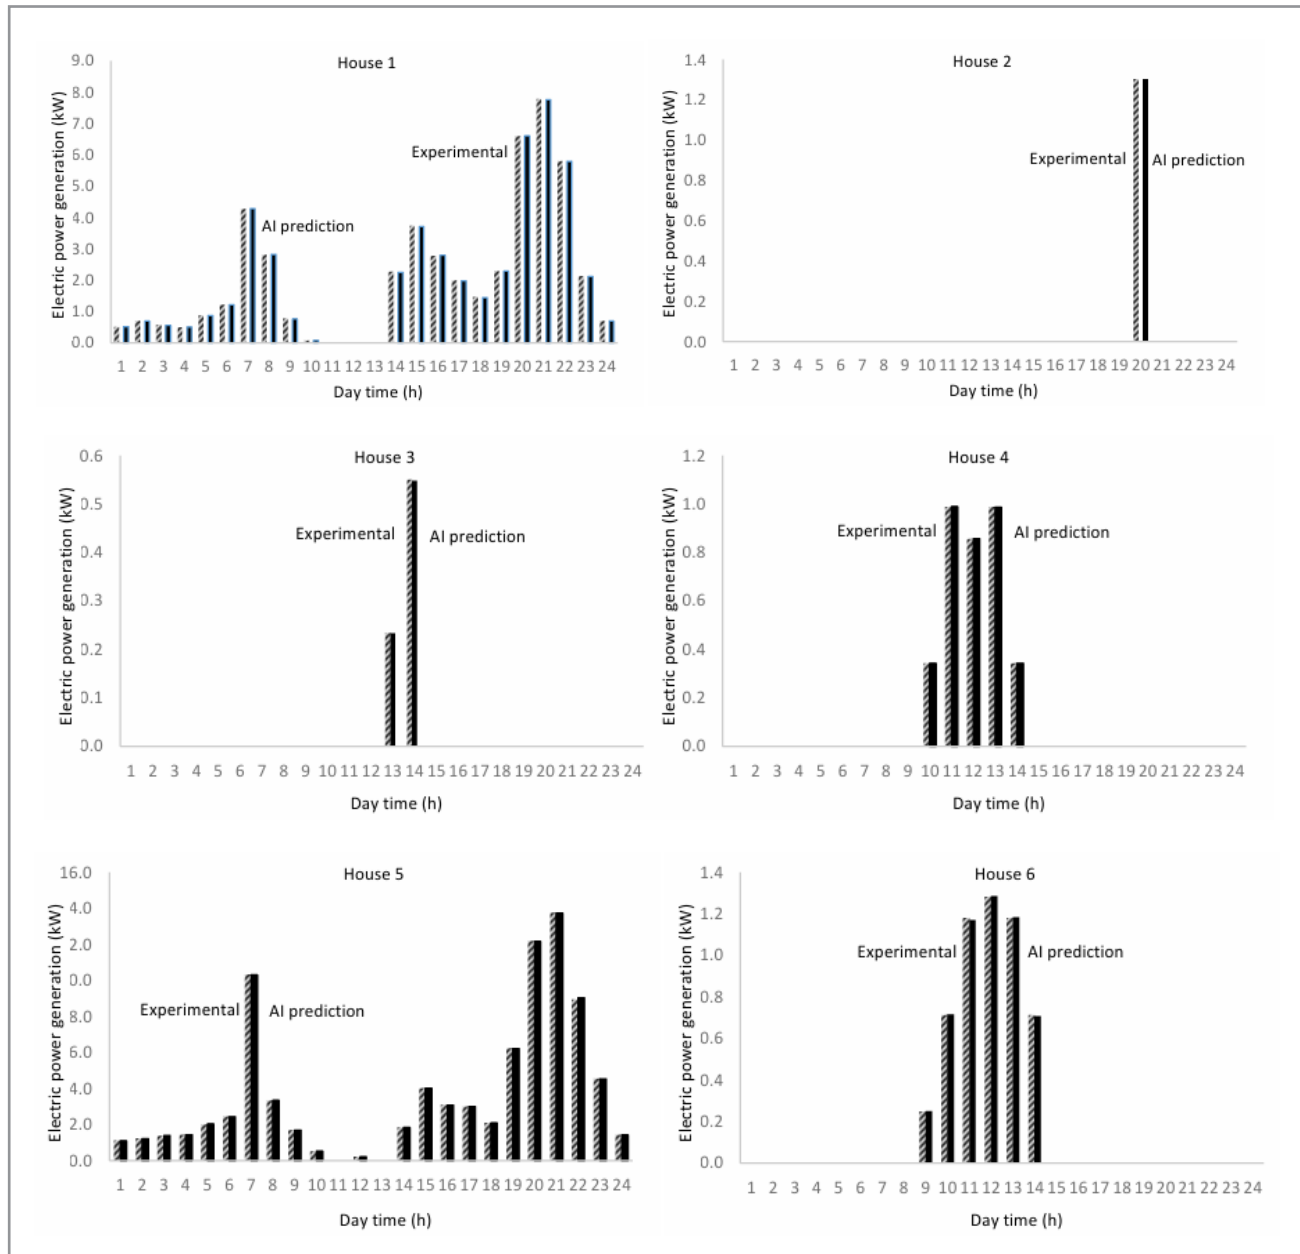 House 1
Electric power generation (kW)
9.0
8.0
7.0
6.0
5.0
4.0
3.0
2.0
1.0
0.0
Experimental
AI prediction
1 2 3 4 5 6 7 8 9 10 11 12 13 14 15 16 17 18 19 20 21 22 23 24
Day time (h)
House 2
Electric power generation (kW)
1.4
1.2
1.0
0.8
0.6
0.4
0.2
0.0
Experimental
AI prediction
1 2 3 4 5 6 7 8 9 10 11 12 13 14 15 16 17 18 19 20 21 22 23 24
Day time (h)
House 3
Electric power generation (kW)
0.6
0.5
0.4
0.3
0.2
0.1
0.0
Experimental
AI prediction
1 2 3 4 5 6 7 8 9 10 11 12 13 14 15 16 17 18 19 20 21 22 23 24
Day time (h)
House 4
Electric power generation (kW)
1.2
1.0
0.8
0.6
0.4
0.2
0.0
Experimental
AI prediction
1 2 3 4 5 6 7 8 9 10 11 12 13 14 15 16 17 18 19 20 21 22 23 24
Day time (h)
House 5
Electric power generation (kW)
16.0
4.0
2.0
0.0
8.0
6.0
4.0
2.0
0.0
Experimental
AI prediction
1 2 3 4 5 6 7 8 9 10 11 12 13 14 15 16 17 18 19 20 21 22 23 24
Day time (h)
House 6
Electric power generation (kW)
1.4
1.2
1.0
0.8
0.6
0.4
0.2
0.0
Experimental
AI prediction
1 2 3 4 5 6 7 8 9 10 11 12 13 14 15 16 17 18 19 20 21 22 23 24
Day time (h)